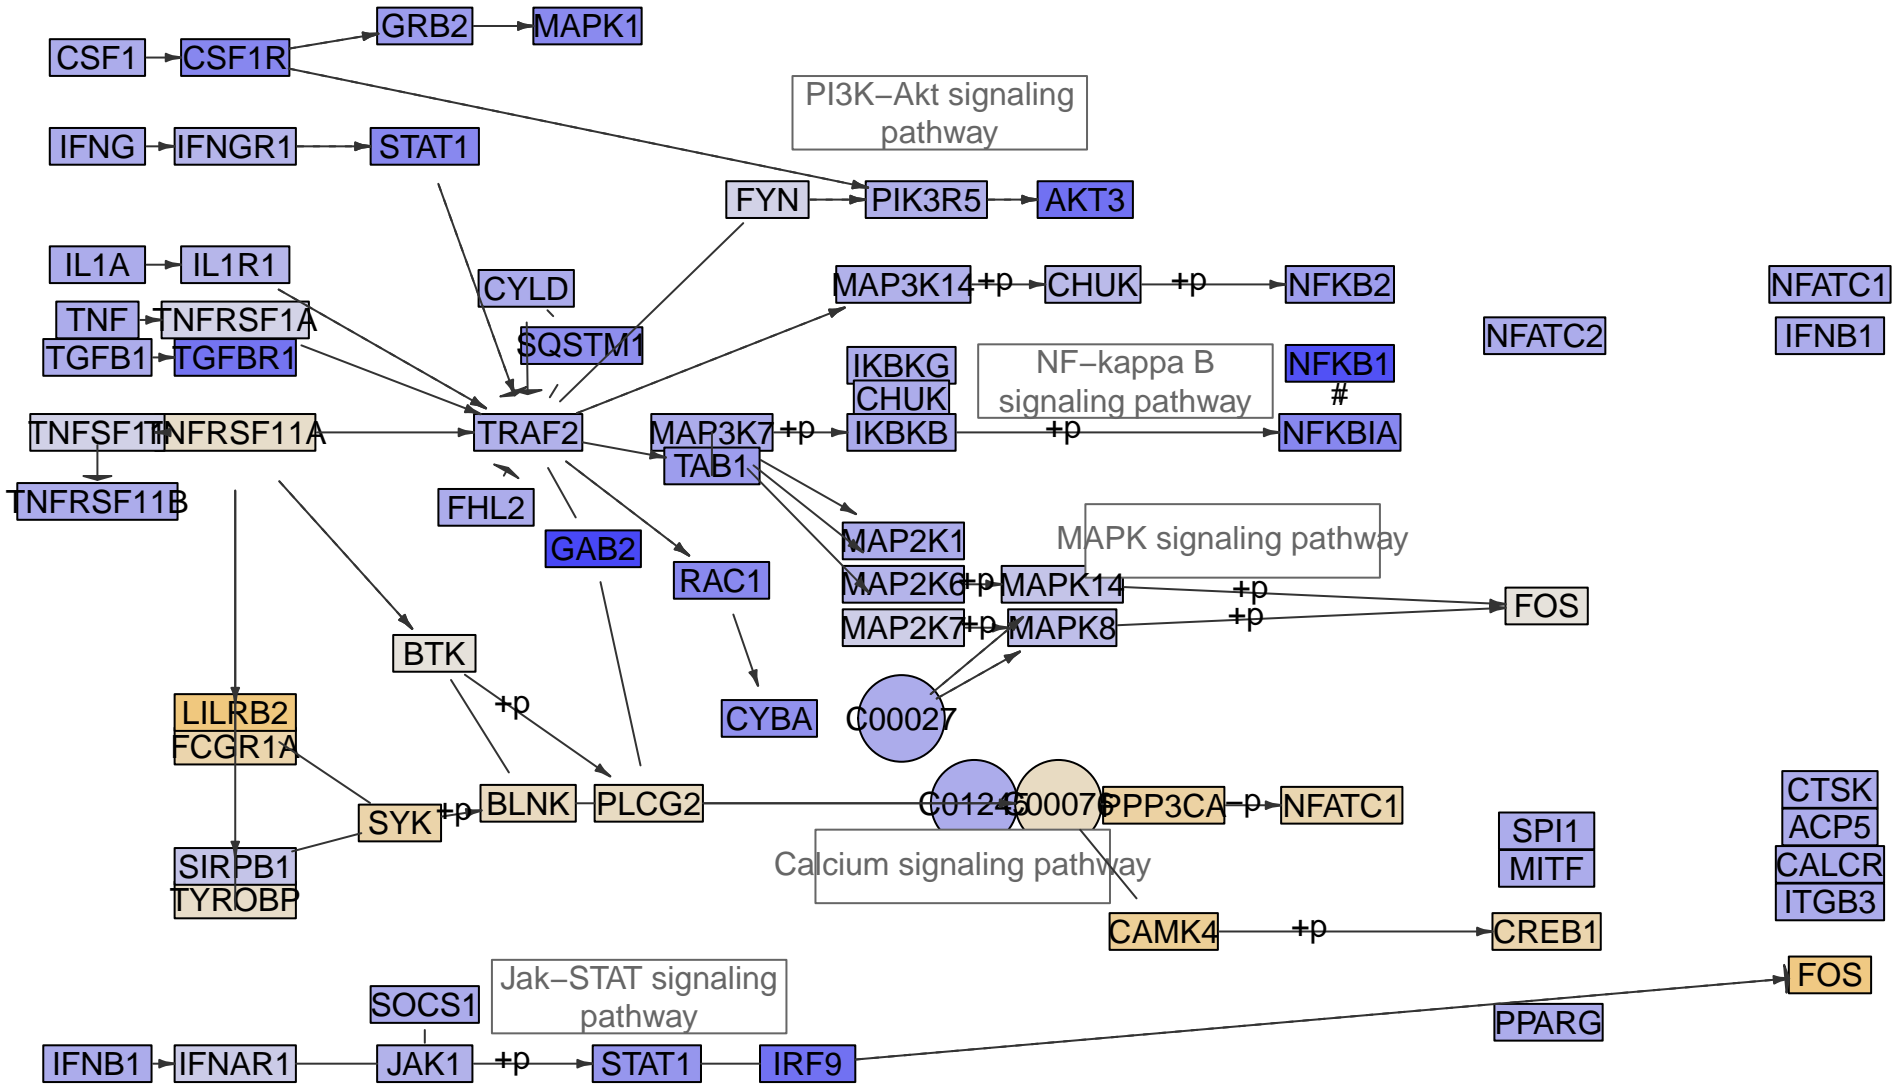 GRB2
MAPK1
CSF1
CSF1R
PI3K−Akt signaling
pathway
IFNG
IFNGR1
STAT1
FYN
PIK3R5
AKT3
IL1A
IL1R1
CYLD
MAP3K14
+p
CHUK
+p
NFKB2
NFATC1
TNF
TNFRSF1A
SQSTM1
NFATC2
IFNB1
TGFB1
TGFBR1
IKBKG
NF−kappa B
signaling pathway
NFKB1
CHUK
#
TNFRSF11A
TRAF2
MAP3K7
+p
IKBKB
+p
NFKBIA
TAB1
TNFRSF11B
FHL2
GAB2
MAP2K1
MAPK signaling pathway
RAC1
MAP2K6
+p
MAPK14
+p
FOS
MAP2K7
+p
MAPK8
+p
BTK
+p
LILRB2
CYBA
C00027
FCGR1A
SYK
+p
BLNK
PLCG2
C00076
PPP3CA
−p
NFATC1
CTSK
SPI1
ACP5
SIRPB1
Calcium signaling pathway
MITF
CALCR
TYROBP
ITGB3
CAMK4
+p
CREB1
Jak−STAT signaling
pathway
FOS
SOCS1
PPARG
IFNB1
IFNAR1
JAK1
+p
STAT1
IRF9